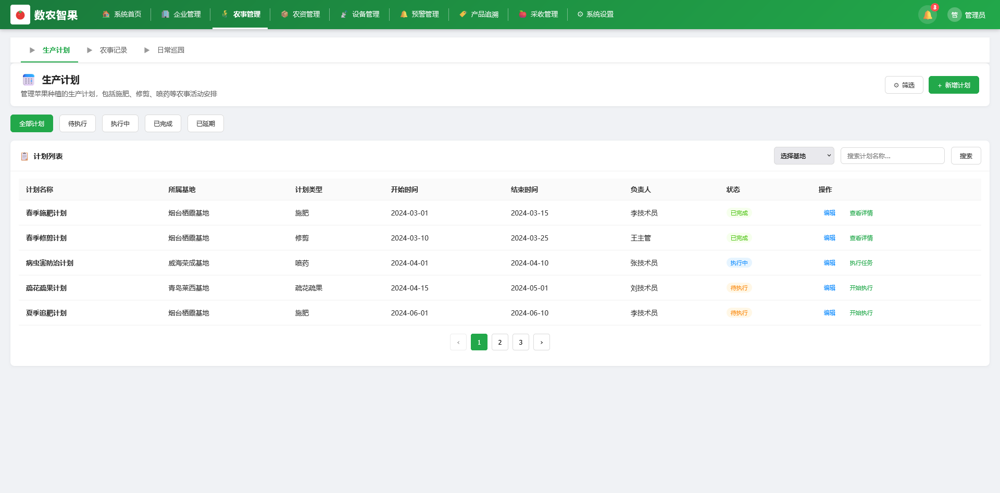 数农智果
系统首页 企业管理 农事管理 农资管理 设备管理 预警管理 产品追溯 采收管理 系统设置
3
管 管理员
生产计划 农事记录 日常巡园
生产计划
管理苹果种植的生产计划，包括施肥、修剪、喷药等农事活动安排
筛选 + 新增计划
全部计划 待执行 执行中 已完成 已延期
计划列表 选择基地 搜索计划名称... 搜索
计划名称 所属基地 计划类型 开始时间 结束时间 负责人 状态 操作
春季施肥计划 烟台栖霞基地 施肥 2024-03-01 2024-03-15 李技术员 已完成 编辑 查看详情
春季修剪计划 烟台栖霞基地 修剪 2024-03-10 2024-03-25 王主管 已完成 编辑 查看详情
病虫害防治计划 威海荣成基地 喷药 2024-04-01 2024-04-10 张技术员 执行中 编辑 执行任务
疏花疏果计划 青岛莱西基地 疏花疏果 2024-04-15 2024-05-01 刘技术员 待执行 编辑 开始执行
夏季追肥计划 烟台栖霞基地 施肥 2024-06-01 2024-06-10 李技术员 待执行 编辑 开始执行
‹ 1 2 3 ›